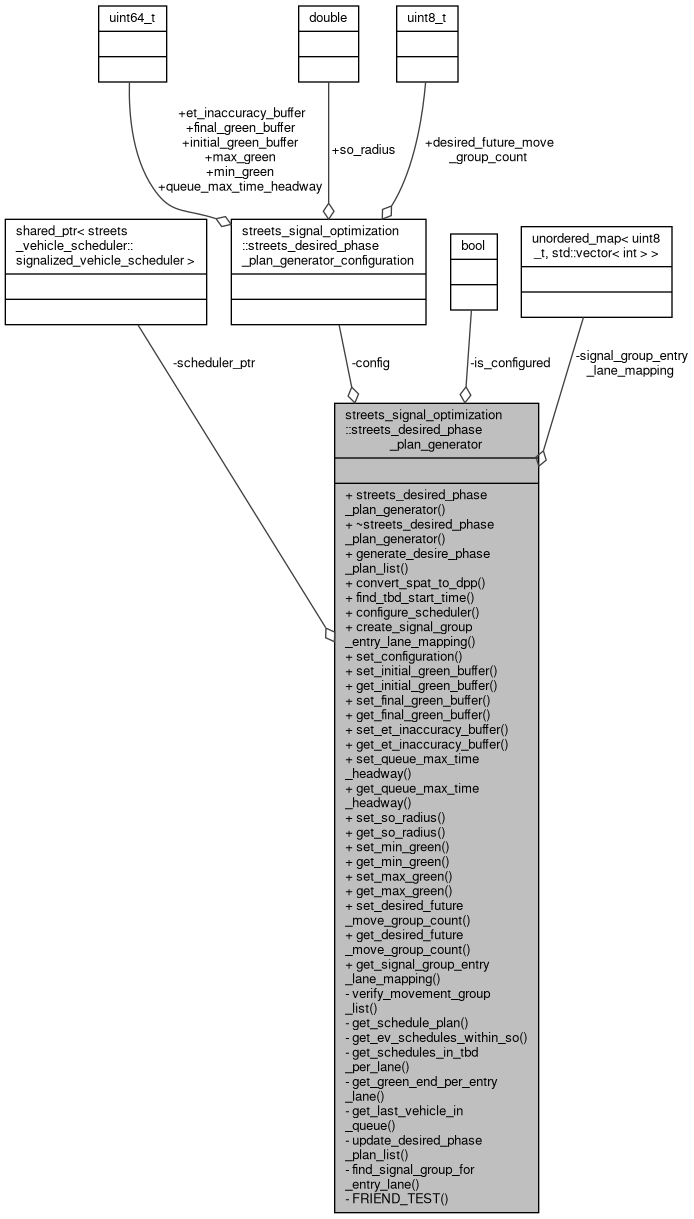 uint64_t
double
uint8_t
+et_inaccuracy_buffer
+final_green_buffer
+initial_green_buffer
+max_green
+min_green
+queue_max_time_headway
+so_radius
+desired_future_move
_group_count
shared_ptr< streets
_vehicle_scheduler::
signalized_vehicle_scheduler >
streets_signal_optimization
::streets_desired_phase
_plan_generator_configuration
bool
unordered_map< uint8
_t, std::vector< int > >
-scheduler_ptr
-config
-is_configured
-signal_group_entry
_lane_mapping
streets_signal_optimization
::streets_desired_phase
_plan_generator
+ streets_desired_phase
_plan_generator()
+ ~streets_desired_phase
_plan_generator()
+ generate_desire_phase
_plan_list()
+ convert_spat_to_dpp()
+ find_tbd_start_time()
+ configure_scheduler()
+ create_signal_group
_entry_lane_mapping()
+ set_configuration()
+ set_initial_green_buffer()
+ get_initial_green_buffer()
+ set_final_green_buffer()
+ get_final_green_buffer()
+ set_et_inaccuracy_buffer()
+ get_et_inaccuracy_buffer()
+ set_queue_max_time
_headway()
+ get_queue_max_time
_headway()
+ set_so_radius()
+ get_so_radius()
+ set_min_green()
+ get_min_green()
+ set_max_green()
+ get_max_green()
+ set_desired_future
_move_group_count()
+ get_desired_future
_move_group_count()
+ get_signal_group_entry
_lane_mapping()
- verify_movement_group
_list()
- get_schedule_plan()
- get_ev_schedules_within_so()
- get_schedules_in_tbd
_per_lane()
- get_green_end_per_entry
_lane()
- get_last_vehicle_in
_queue()
- update_desired_phase
_plan_list()
- find_signal_group_for
_entry_lane()
- FRIEND_TEST()